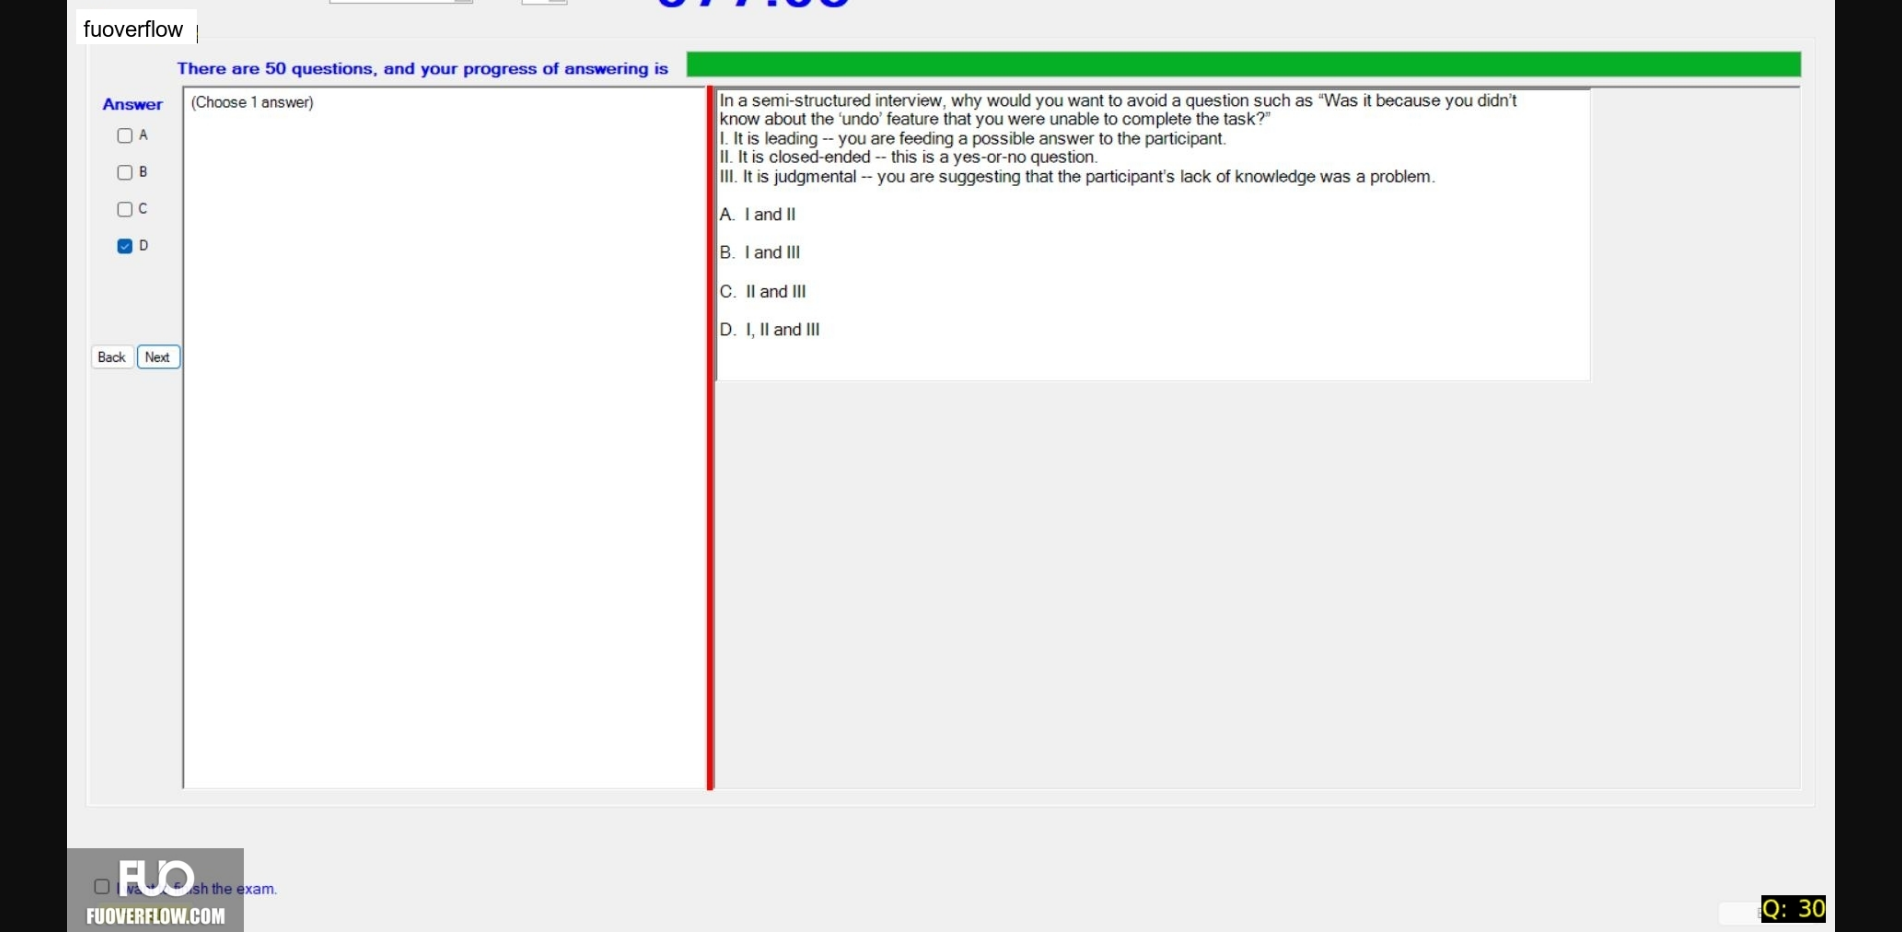 fuoverflow
There are 50 questions, and your progress of answering is
Answer
(Choose 1 answer)
A
B
C
D
Back
Next
In a semi-structured interview, why would you want to avoid a question such as “Was it because you didn’t
know about the ‘undo’ feature that you were unable to complete the task?”
I. It is leading -- you are feeding a possible answer to the participant.
II. It is closed-ended -- this is a yes-or-no question.
III. It is judgmental -- you are suggesting that the participant’s lack of knowledge was a problem.
A. I and II
B. I and III
C. II and III
D. I, II and III
FUO
the exam.
FUOVERFLOW.COM
Q: 30